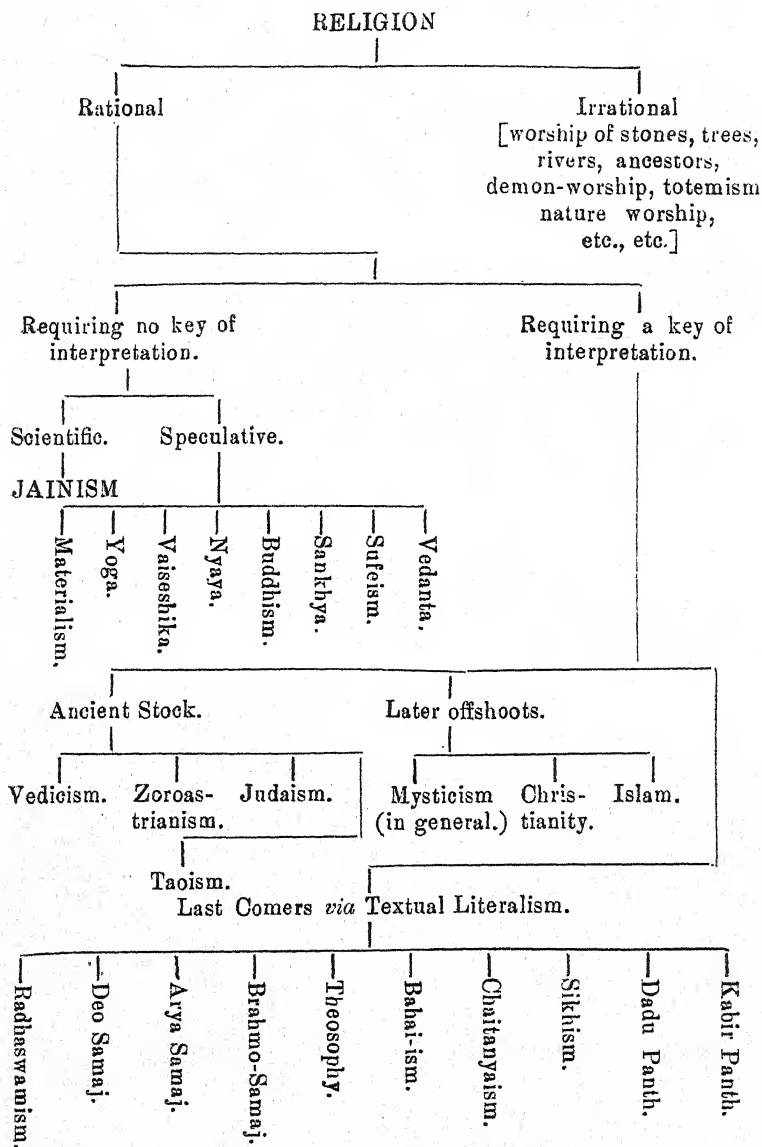 RELIGION
Rational
Irrational
[worship of stones, trees,
rivers, ancestors,
demon-worship, totemism
nature worship,
etc., etc.]
Requiring no key of
interpretation.
Requiring a key of
interpretation.
Scientific.
Speculative.
JAINISM
Materialism.
Yoga.
Vaiseshika.
Nyaya.
Buddhism.
Sankhya.
Sufeism.
Vedanta.
Ancient Stock.
Later offshoots.
Vedicism.
Zoroas-
trianism.
Judaism.
Mysticism
(in general.)
Chris-
tianity.
Islam.
Taoism.
Last Comers via Textual Literalism.
Radhaswamism.
Deo Samaj.
Arya Samaj.
Brahmo-Samaj.
Theosophy.
Bahai-ism.
Chaitanyaism.
Sikhism.
Dadu Panth.
Kabir Panth.